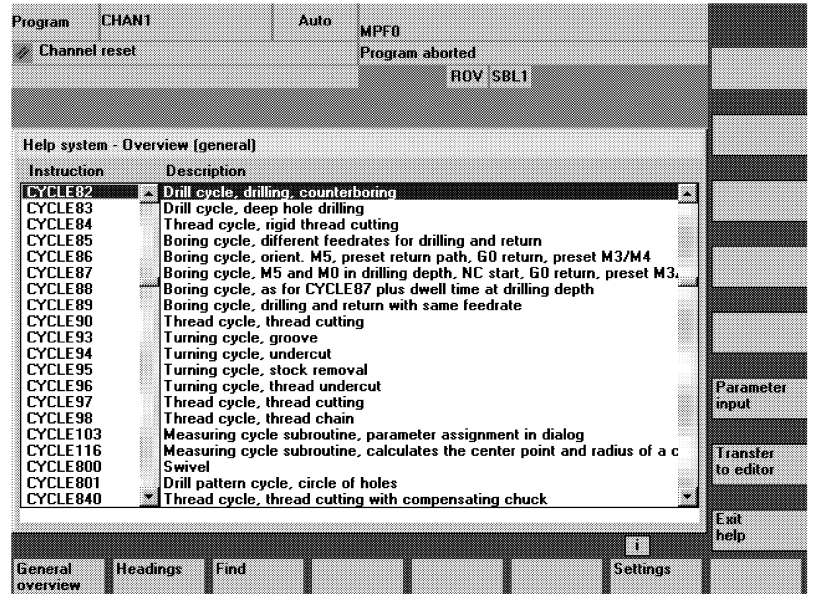 Program CHAN1 Auto MPF0
Channel reset Program aborted
ROV SBL1
Help system - Overview (general)
Instruction Description
CYCLE82 Drill cycle, drilling, counterboring
CYCLE83 Drill cycle, deep hole drilling
CYCLE84 Thread cycle, rigid thread cutting
CYCLE85 Boring cycle, different feedrates for drilling and return
CYCLE86 Boring cycle, orient. M5, preset return path, G0 return, preset M3/M4
CYCLE87 Boring cycle, M5 and M0 in drilling depth, NC start, G0 return, preset M3
CYCLE88 Boring cycle, as for CYCLE87 plus dwell time at drilling depth
CYCLE89 Boring cycle, drilling and return with same feedrate
CYCLE90 Thread cycle, thread cutting
CYCLE93 Turning cycle, groove
CYCLE94 Turning cycle, undercut
CYCLE95 Turning cycle, stock removal
CYCLE96 Turning cycle, thread undercut
CYCLE97 Thread cycle, thread cutting
CYCLE98 Thread cycle, thread chain
CYCLE103 Measuring cycle subroutine, parameter assignment in dialog
CYCLE116 Measuring cycle subroutine, calculates the center point and radius of a c
CYCLE800 Swivel
CYCLE801 Drill pattern cycle, circle of holes
CYCLE840 Thread cycle, thread cutting with compensating chuck
Parameter
input
Transfer
to editor
Exit
help
i
General
overview
Headings
Find
Settings